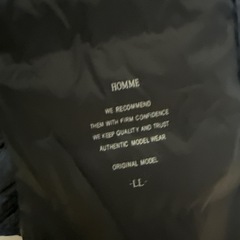 HOMME
WE RECOMMEND
THEM WITH FIRM CONFIDENCE
WE KEEP QUALITY AND TRUST
AUTHENTIC MODEL WEAR
ORIGINAL MODEL
-LL-